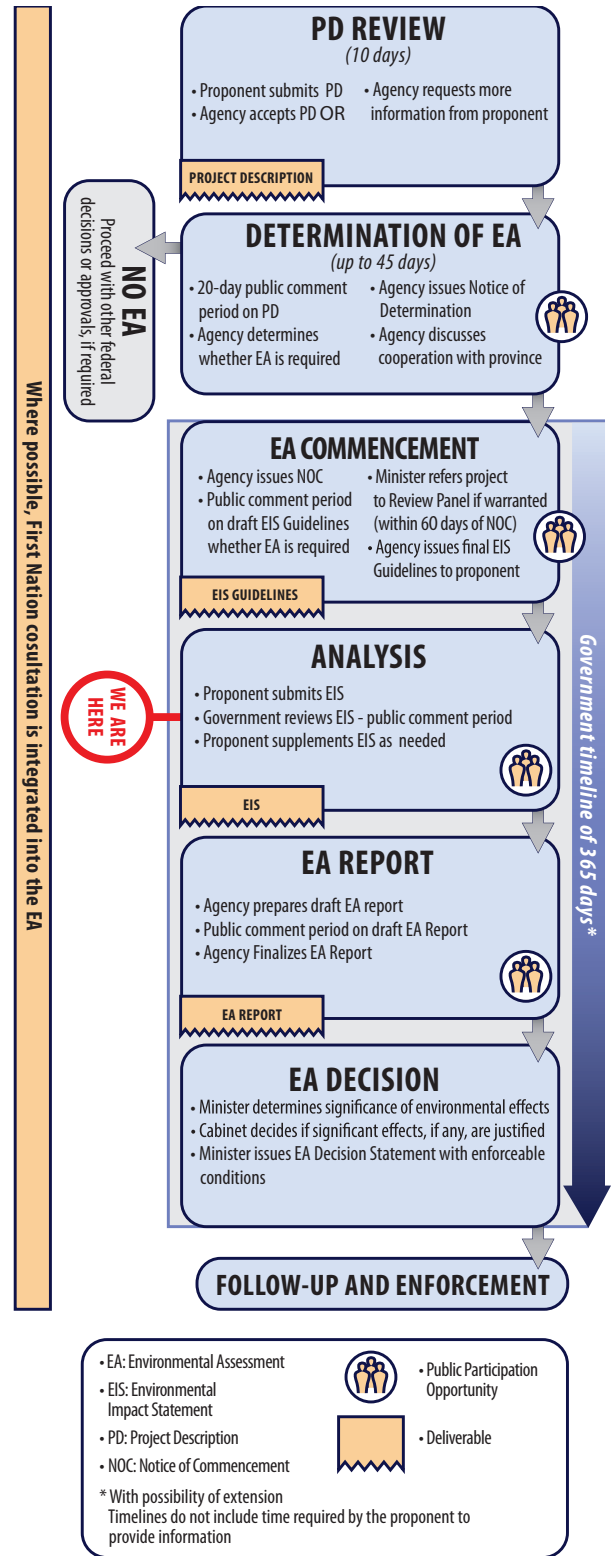 PD REVIEW
(10 days)
• Proponent submits PD
• Agency accepts PD OR
• Agency requests more
information from proponent
PROJECT DESCRIPTION
NO EA
Proceed with other federal
decisions or approvals, if required
DETERMINATION OF EA
(up to 45 days)
• 20-day public comment
period on PD
• Agency determines
whether EA is required
• Agency issues Notice of
Determination
• Agency discusses
cooperation with province
Where possible, First Nation cosultation is integrated into the EA
EA COMMENCEMENT
• Agency issues NOC
• Public comment period
on draft EIS Guidelines
whether EA is required
• Minister refers project
to Review Panel if warranted
(within 60 days of NOC)
• Agency issues final EIS
Guidelines to proponent
EIS GUIDELINES
Government timeline of 365 days*
ANALYSIS
• Proponent submits EIS
• Government reviews EIS - public comment period
• Proponent supplements EIS as needed
WE ARE
HERE
EIS
EA REPORT
• Agency prepares draft EA report
• Public comment period on draft EA Report
• Agency Finalizes EA Report
EA REPORT
EA DECISION
• Minister determines significance of environmental effects
• Cabinet decides if significant effects, if any, are justified
• Minister issues EA Decision Statement with enforceable
conditions
FOLLOW-UP AND ENFORCEMENT
• EA: Environmental Assessment
• EIS: Environmental
Impact Statement
• PD: Project Description
• NOC: Notice of Commencement
• Public Participation
Opportunity
• Deliverable
* With possibility of extension
Timelines do not include time required by the proponent to
provide information